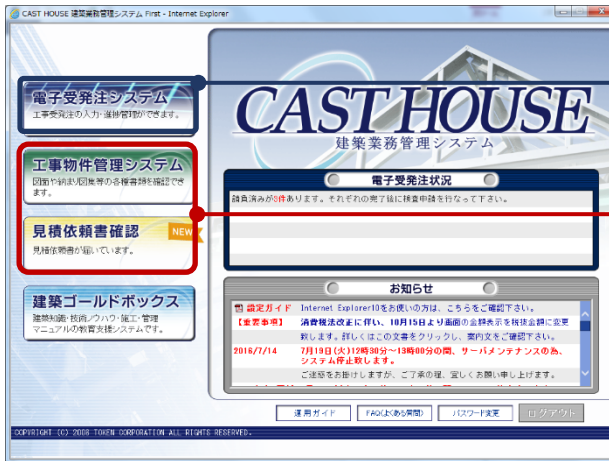 CAST HOUSE 建築業務管理システム First - Internet Explorer
電子受発注システム
工事受発注の入力・進捗管理ができます。
工事物件管理システム
図面や納まり図集等の各種書類を確認でき
ます。
見積依頼書確認 NEW
見積依頼書が届いています。
建築ゴールドボックス
建築知識・技術ノウハウ・施工・管理
マニュアルの教育支援システムです。
CAST HOUSE
建築業務管理システム
電子受発注状況
請負済みが0件あります。それぞれの完了後に検査申請を行なって下さい。
お知らせ
設定ガイド Internet Explorer10をお使いの方は、こちらをご確認下さい。
【重要事項】 消費税法改正に伴い、10月15日より画面の金額表示を税抜金額に変更
致します。詳しくはこの文書をクリックし、案内文をご確認下さい。
2016/7/14 7月19日(火)12時30分〜13時00分の間、サーバメンテナンスの為、
システム停止致します。
ご迷惑をお掛けしますが、ご了承の程、宜しくお願い申し上げます。
運用ガイド FAQ(よくある質問) パスワード変更 ログアウト
COPYRIGHT (C) 2008 TOKEN CORPORATION ALL RIGHTS RESERVED.